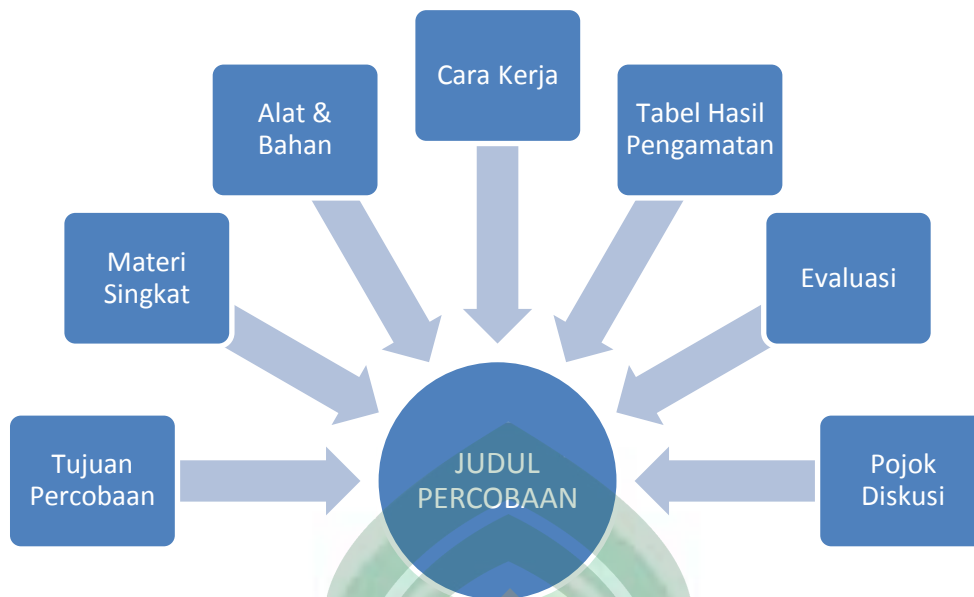 Cara Kerja
Alat &
Bahan
Tabel Hasil
Pengamatan
Materi
Singkat
Evaluasi
Tujuan
Percobaan
JUDUL
PERCOBAAN
Pojok
Diskusi